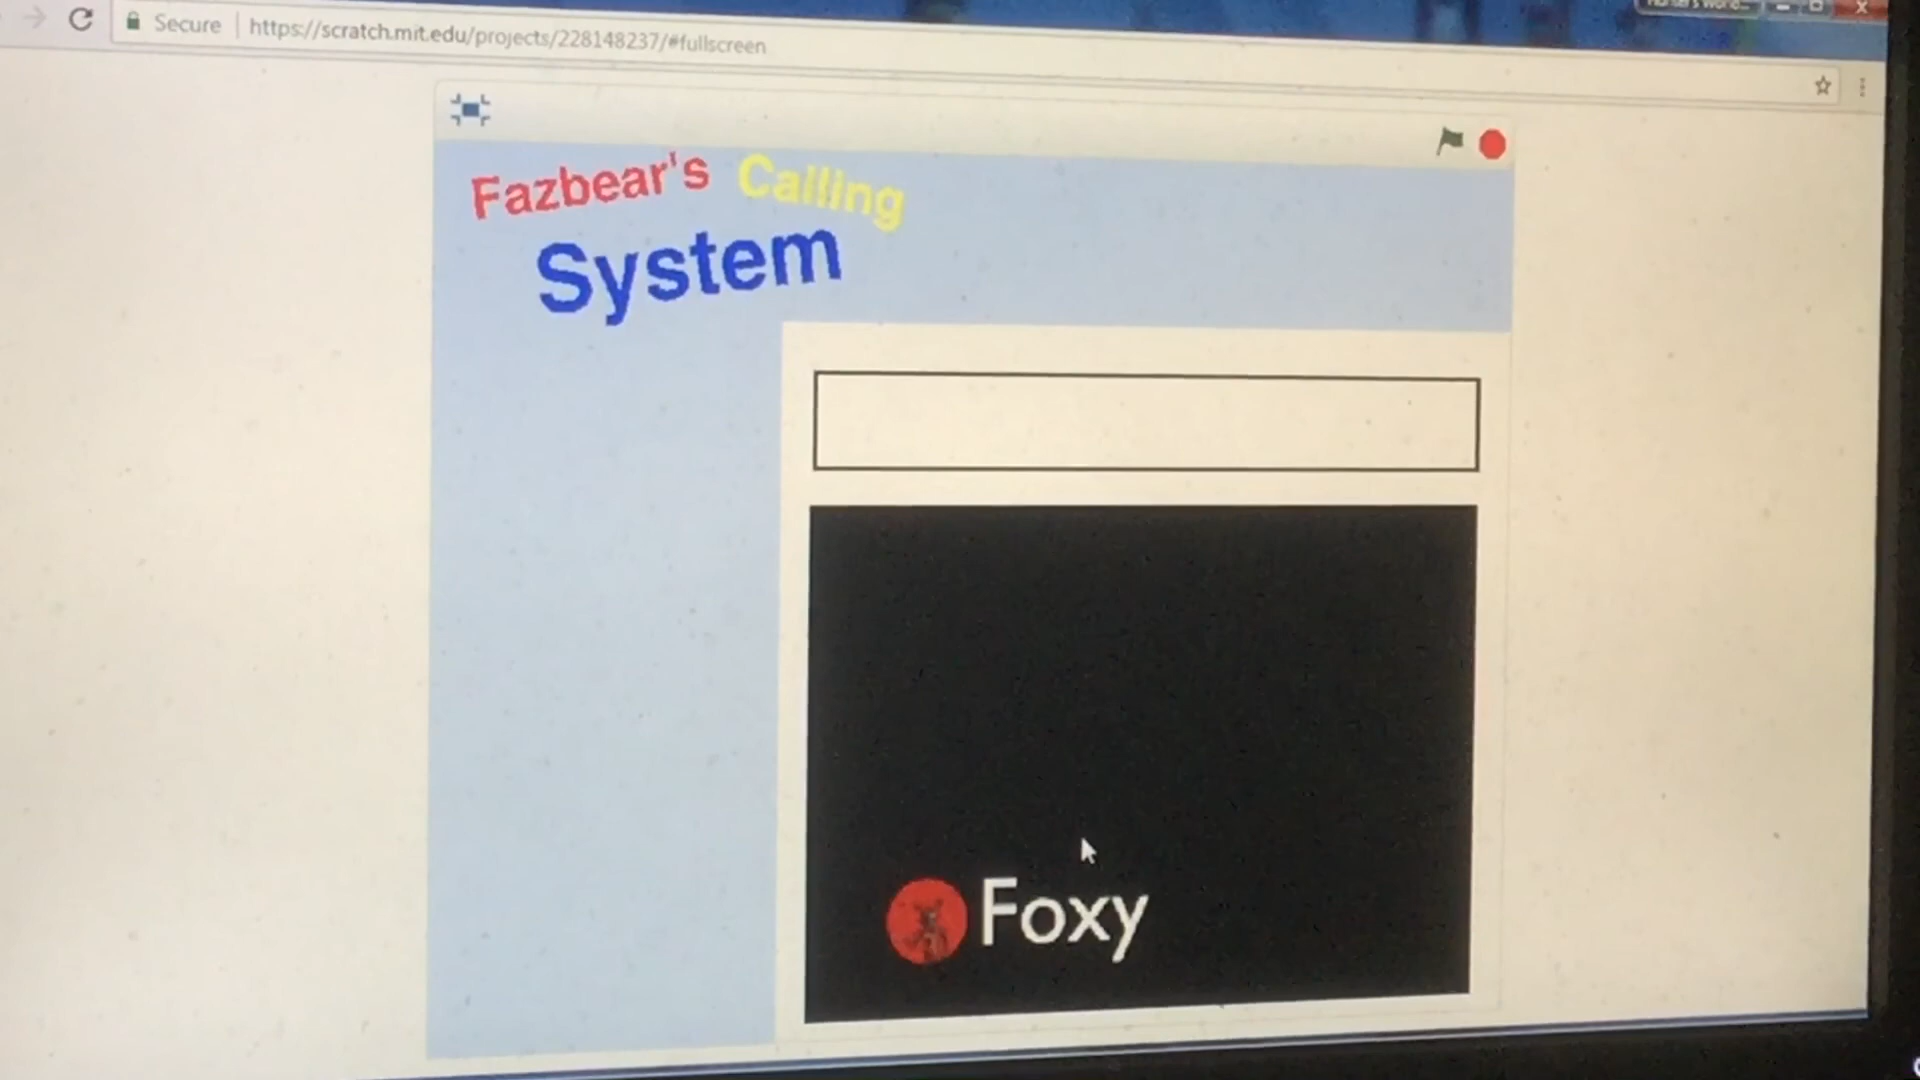 Secure https://scratch.mit.edu/projects/228148237/#fullscreen
Fazbear's Calling
System
Foxy